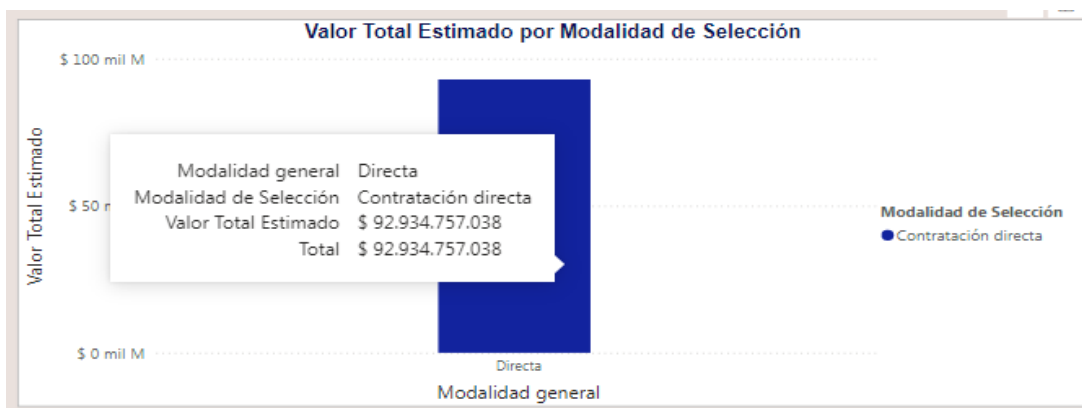 Valor Total Estimado por Modalidad de Selección
$ 100 mil M
Valor Total Estimado
Modalidad general Directa
Modalidad de Selección Contratación directa
$ 50
Valor Total Estimado $ 92.934.757.038
Total $ 92.934.757.038
Modalidad de Selección
Contratación directa
$ 0 mil M
Directa
Modalidad general